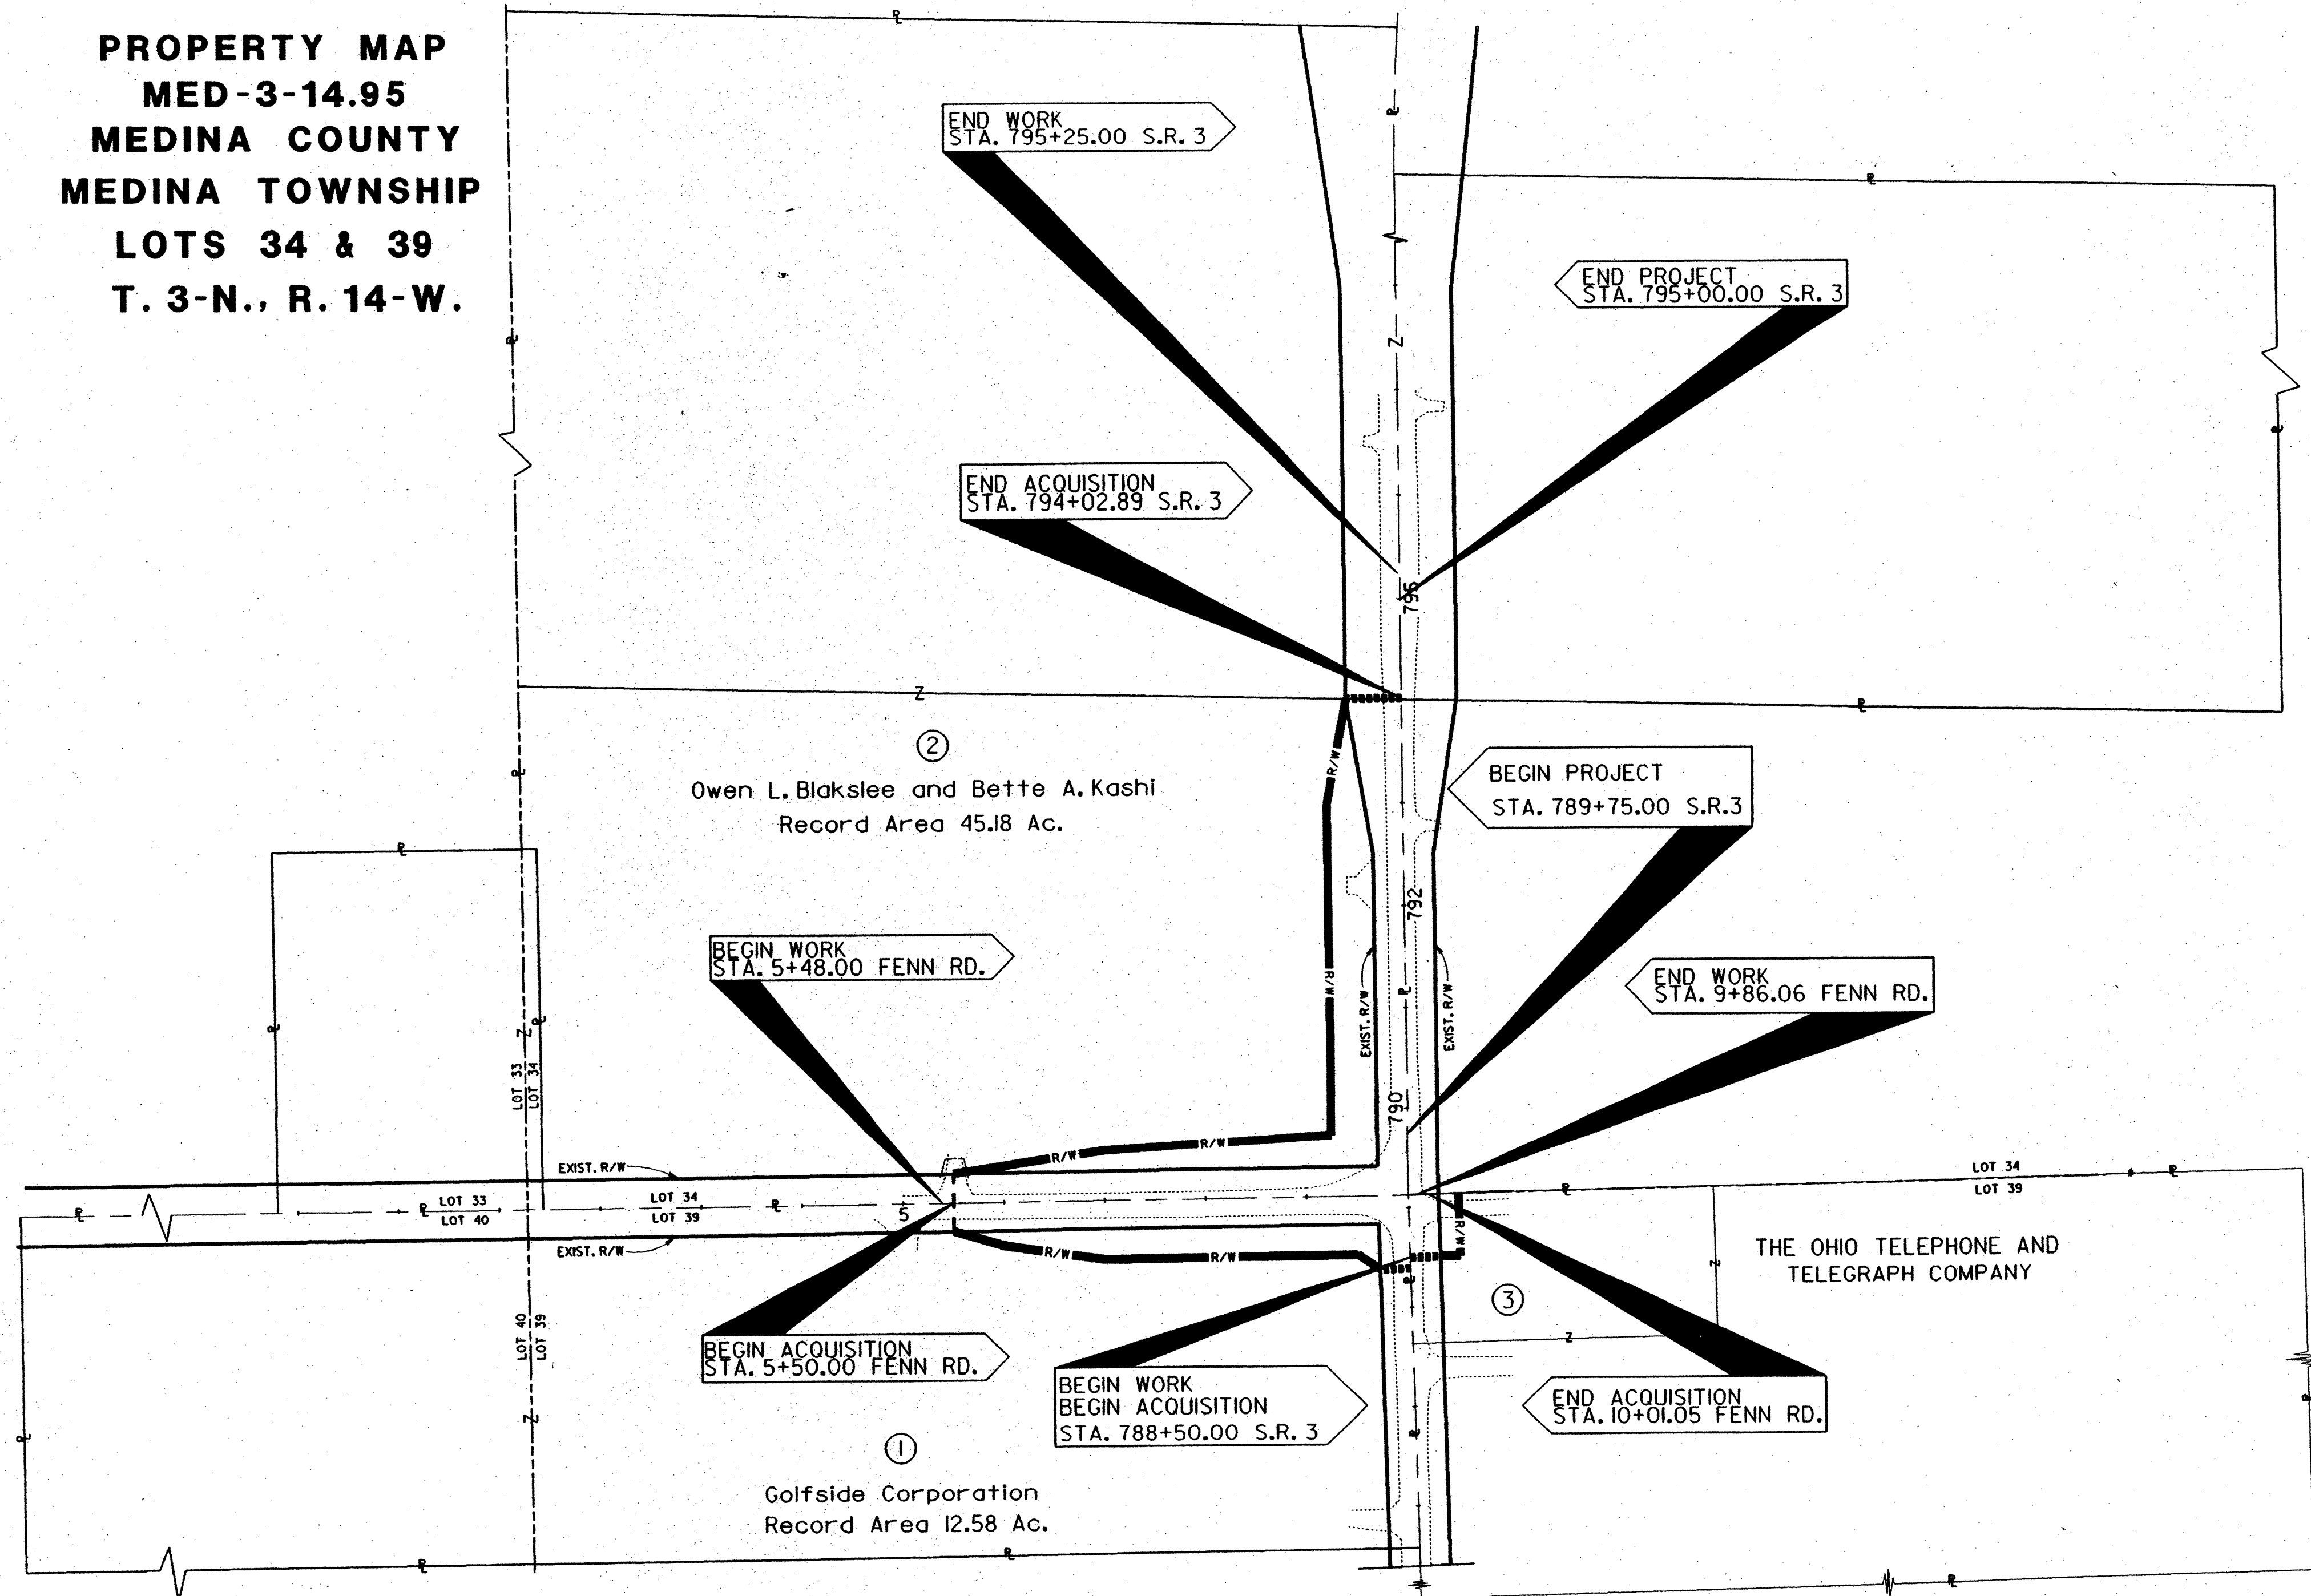 PROPERTY MAP
MED-3-14.95
MEDINA COUNTY
MEDINA TOWNSHIP
LOTS 34 & 39
T. 3-N., R. 14-W.
END WORK
STA. 795+25.00 S.R. 3
END PROJECT
STA. 795+00.00 S.R. 3
END ACQUISITION
STA. 794+02.89 S.R. 3
795
2
Owen L. Blakslee and Bette A. Kashi
Record Area 45.18 Ac.
R/W
BEGIN PROJECT
STA. 789+75.00 S.R.3
792
BEGIN WORK
STA. 5+48.00 FENN RD.
R/W
EXIST. R/W
EXIST. R/W
END WORK
STA. 9+86.06 FENN RD.
790
LOT 33
LOT 34
R/W
R/W
EXIST. R/W
LOT 33
LOT 40
LOT 34
LOT 39
5
LOT 34
LOT 39
EXIST. R/W
R/W
R/W
R/W
THE OHIO TELEPHONE AND
TELEGRAPH COMPANY
3
LOT 40
LOT 39
BEGIN ACQUISITION
STA. 5+50.00 FENN RD.
BEGIN WORK
BEGIN ACQUISITION
STA. 788+50.00 S.R. 3
END ACQUISITION
STA. 10+01.05 FENN RD.
1
Golfside Corporation
Record Area 12.58 Ac.